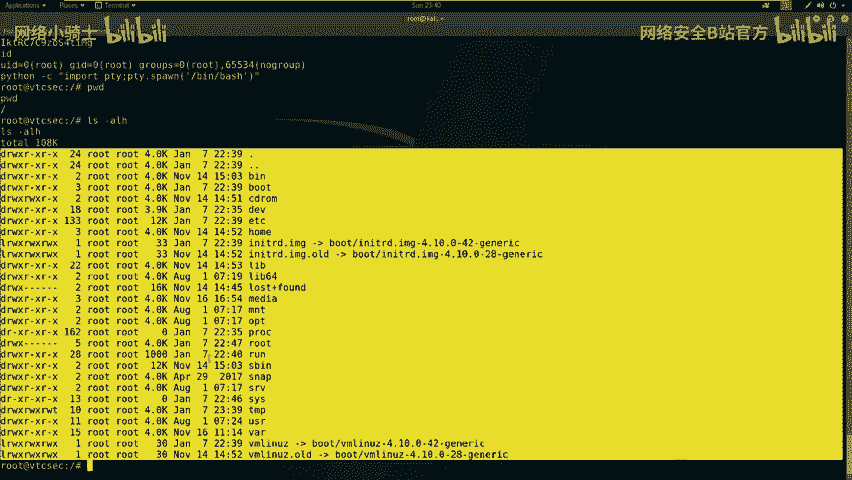 Applications Places Terminal Sun 23:40
root@kali: ~
网络小骑士 bilibili 网络安全B站官方 bilibili
id
uid=0(root) gid=0(root) groups=0(root),65534(nogroup)
python -c "import pty;pty.spawn('/bin/bash')"
root@vtcsec:/# pwd
pwd
/
root@vtcsec:/# ls -alh
ls -alh
total 108K
drwxr-xr-x 24 root root 4.0K Jan 7 22:39 .
drwxr-xr-x 24 root root 4.0K Jan 7 22:39 ..
drwxr-xr-x 2 root root 4.0K Nov 14 15:03 bin
drwxr-xr-x 3 root root 4.0K Jan 7 22:39 boot
drwxrwxr-x 2 root root 4.0K Nov 14 14:51 cdrom
drwxr-xr-x 18 root root 3.9K Jan 7 22:35 dev
drwxr-xr-x 133 root root 12K Jan 7 22:39 etc
drwxr-xr-x 3 root root 4.0K Nov 14 14:52 home
lrwxrwxrwx 1 root root 33 Jan 7 22:39 initrd.img -> boot/initrd.img-4.10.0-42-generic
lrwxrwxrwx 1 root root 33 Nov 14 14:52 initrd.img.old -> boot/initrd.img-4.10.0-28-generic
drwxr-xr-x 22 root root 4.0K Nov 14 14:53 lib
drwxr-xr-x 2 root root 4.0K Aug 1 07:19 lib64
drwx------ 2 root root 16K Nov 14 14:45 lost+found
drwxr-xr-x 3 root root 4.0K Nov 16 16:54 media
drwxr-xr-x 2 root root 4.0K Aug 1 07:17 mnt
drwxr-xr-x 2 root root 4.0K Aug 1 07:17 opt
dr-xr-xr-x 162 root root 0 Jan 7 22:35 proc
drwx------ 5 root root 4.0K Jan 7 22:47 root
drwxr-xr-x 28 root root 1000 Jan 7 22:40 run
drwxr-xr-x 2 root root 12K Nov 14 15:03 sbin
drwxr-xr-x 2 root root 4.0K Apr 29 2017 snap
drwxr-xr-x 2 root root 4.0K Aug 1 07:17 srv
dr-xr-xr-x 13 root root 0 Jan 7 22:46 sys
drwxrwxrwt 10 root root 4.0K Jan 7 23:39 tmp
drwxr-xr-x 11 root root 4.0K Aug 1 07:24 usr
drwxr-xr-x 15 root root 4.0K Nov 16 11:14 var
lrwxrwxrwx 1 root root 30 Jan 7 22:39 vmlinuz -> boot/vmlinuz-4.10.0-42-generic
lrwxrwxrwx 1 root root 30 Nov 14 14:52 vmlinuz.old -> boot/vmlinuz-4.10.0-28-generic
root@vtcsec:/#